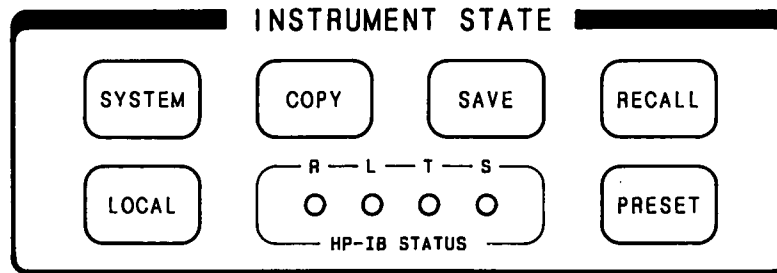 INSTRUMENT STATE
SYSTEM COPY SAVE RECALL
R L T S
LOCAL PRESET
HP-IB STATUS